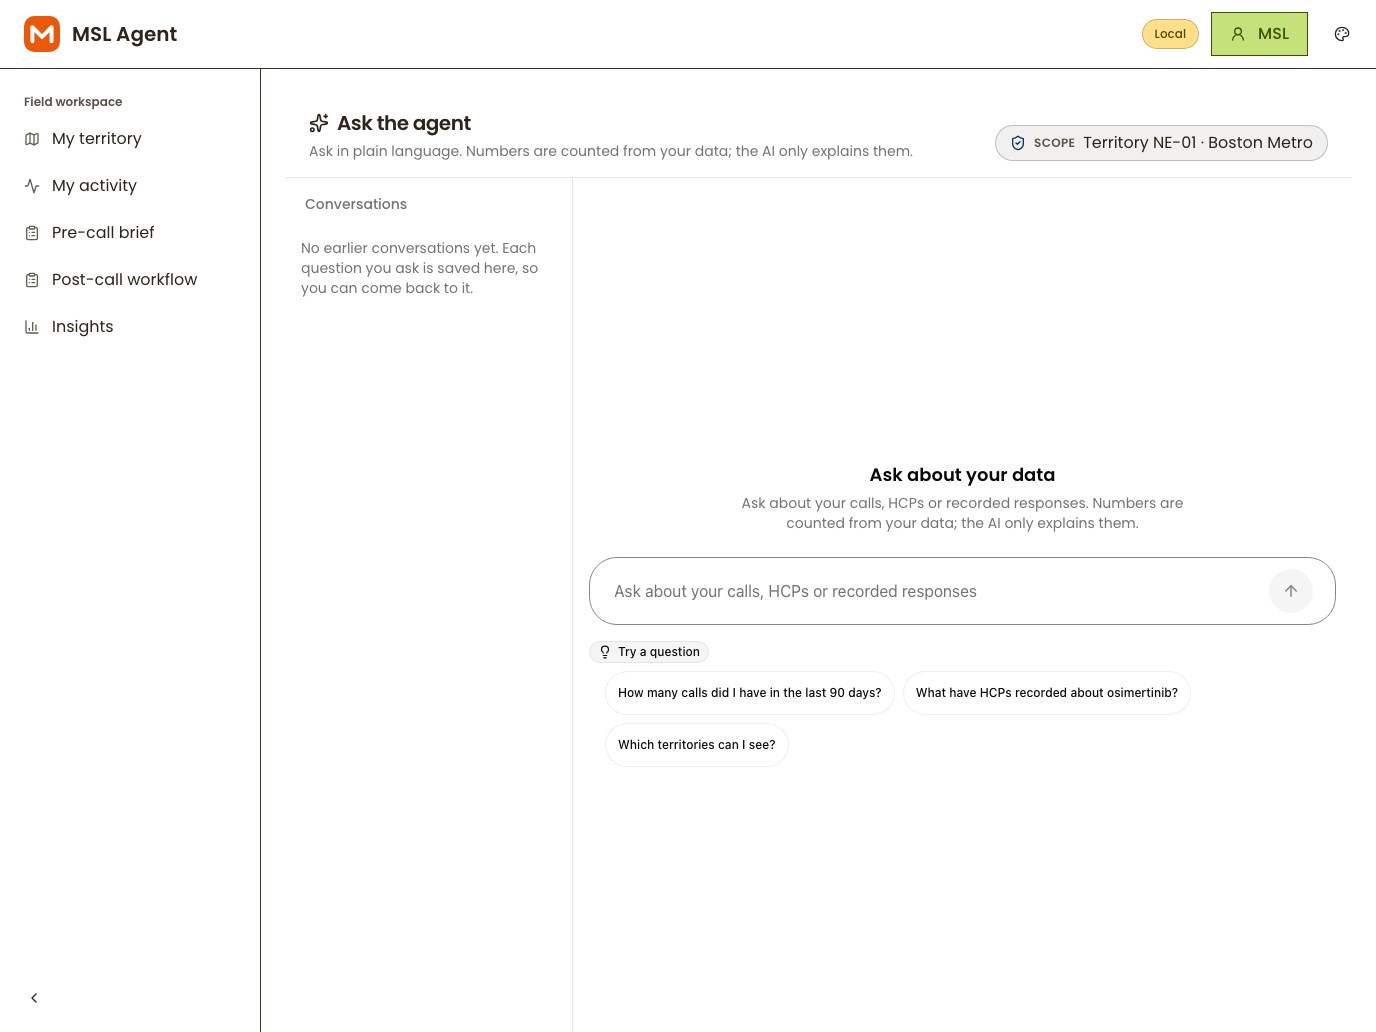 MSL Agent
Local
MSL
Field workspace
My territory
My activity
Pre-call brief
Post-call workflow
Insights
Ask the agent
Ask in plain language. Numbers are counted from your data; the AI only explains them.
SCOPE Territory NE-01 · Boston Metro
Conversations
No earlier conversations yet. Each
question you ask is saved here, so
you can come back to it.
Ask about your data
Ask about your calls, HCPs or recorded responses. Numbers are
counted from your data; the AI only explains them.
Ask about your calls, HCPs or recorded responses
Try a question
How many calls did I have in the last 90 days?
What have HCPs recorded about osimertinib?
Which territories can I see?